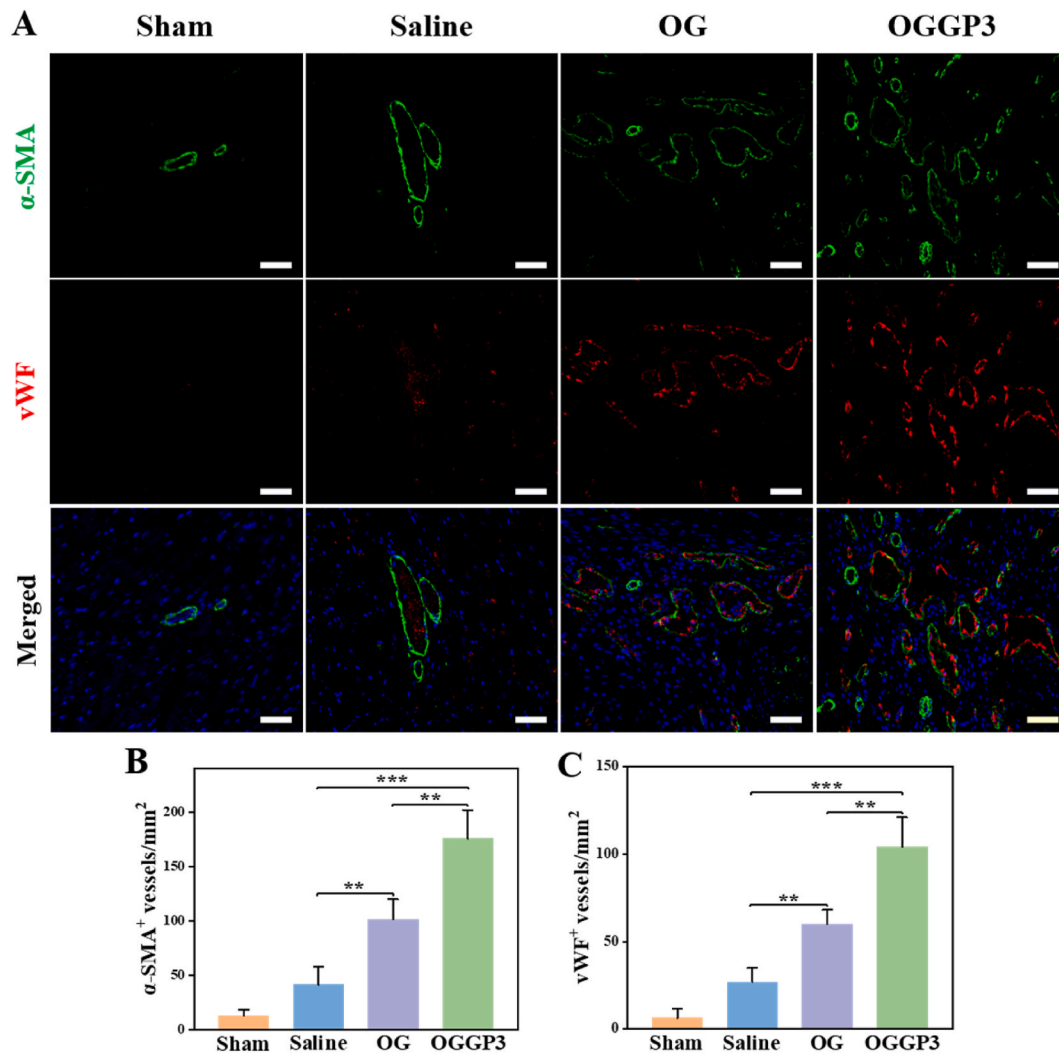 A
Sham Saline OG OGGP3
α-SMA
vWF
Merged
B
α-SMA⁺ vessels/mm²
200
150
100
50
0
***
**
**
Sham Saline OG OGGP3
C
vWF⁺ vessels/mm²
150
100
50
0
***
**
**
Sham Saline OG OGGP3